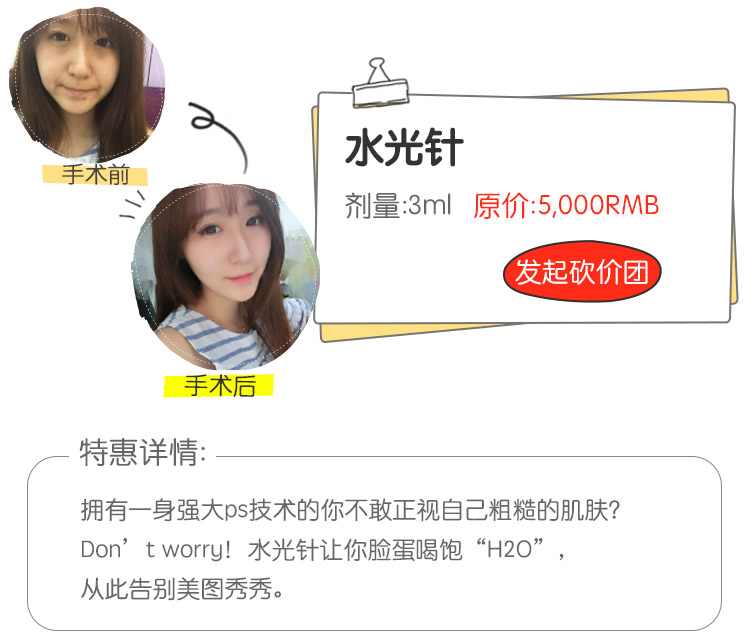 手术前
水光针
剂量:3ml 原价:5,000RMB
发起砍价团
手术后
特惠详情:
拥有一身强大ps技术的你不敢正视自己粗糙的肌肤?
Don’t worry! 水光针让你脸蛋喝饱“H2O”,
从此告别美图秀秀。